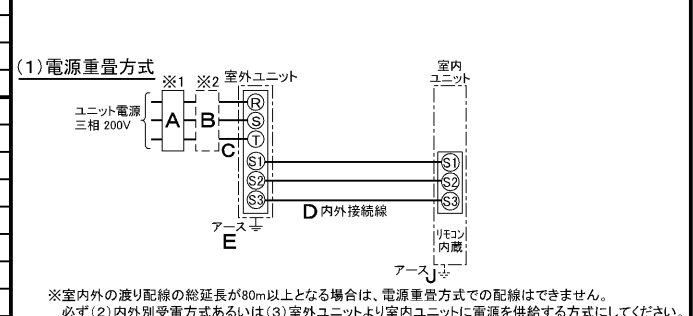 (1)電源重畳方式
※1 ※2 室外ユニット
室内
ユニット
ユニット電源
三相 200V
A B
R
S
T
C
S1 S1
S2 S2
S3 S3
D 内外接続線
アース
E
リモコン
内蔵
アース J
※室内外の渡り配線の総延長が80m以上となる場合は、電源重畳方式での配線はできません。
必ず(2)内外別受電方式あるいは(3)室外ユニットより室内ユニットに電源を供給する方式にしてください。